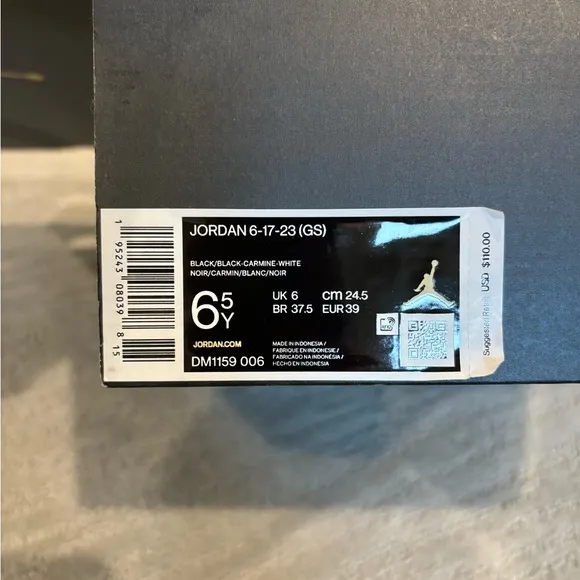 JORDAN 6-17-23 (GS)
BLACK/BLACK-CARMINE-WHITE
NOIR/CARMIN/BLANC/NOIR
6 5Y
UK 6 cm 24.5
BR 37.5 EUR 39
JORDAN.COM
DM1159 006
MADE IN INDONESIA /
FABRIQUE EN INDONESIE /
FABRICADO NA INDONÉSIA /
HECHO EN INDONESIA
1 95243 08039 8 15
Suggested Retail USD $110.00